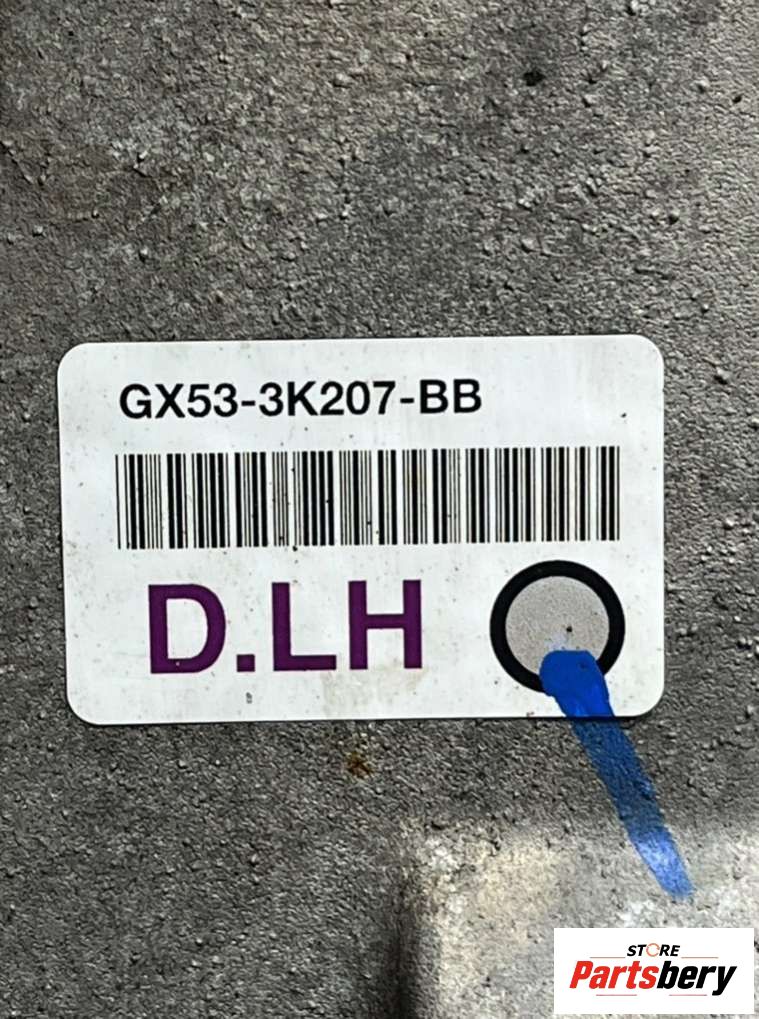 GX53-3K207-BB
D.LH
STORE
Partsbery